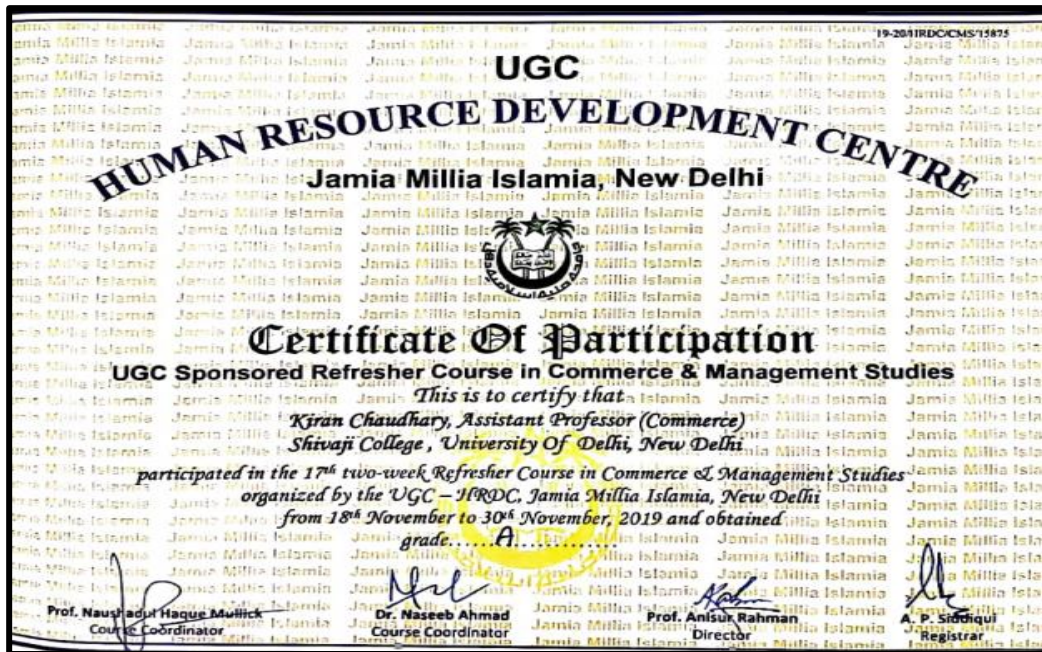 19-20/HRDC/CMS/15875
UGC
HUMAN RESOURCE DEVELOPMENT CENTRE
Jamia Millia Islamia, New Delhi
Certificate Of Participation
UGC Sponsored Refresher Course in Commerce & Management Studies
This is to certify that
Kiran Chaudhary, Assistant Professor (Commerce)
Shivaji College , University Of Delhi, New Delhi
participated in the 17th two-week Refresher Course in Commerce & Management Studies
organized by the UGC – HRDC, Jamia Millia Islamia, New Delhi
from 18th November to 30th November, 2019 and obtained
grade......A............
Prof. Naushadul Haque Mullick
Course Coordinator
Dr. Naseeb Ahmad
Course Coordinator
Prof. Anisur Rahman
Director
A. P. Siddiqui
Registrar